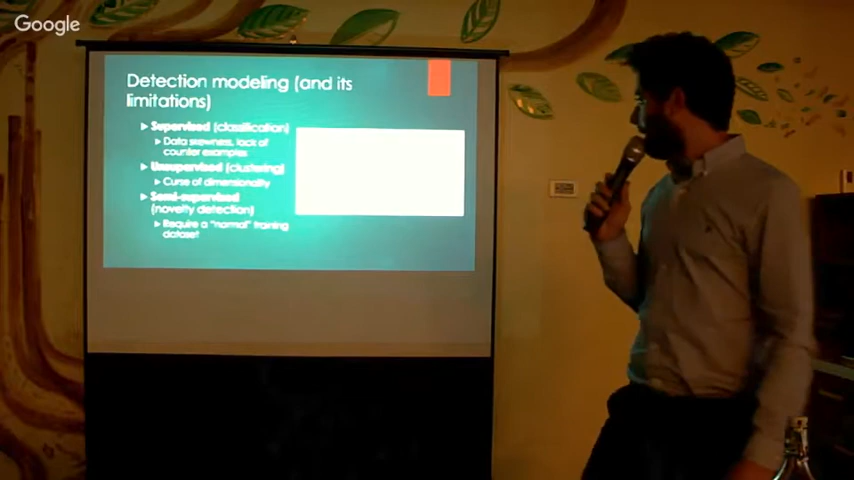 Google
Detection modeling (and its
limitations)
Supervised (classification)
Data skewness, lack of
counter examples
Unsupervised (clustering)
Curse of dimensionality
Semi-supervised
(novelty detection)
Require a "normal" training
dataset